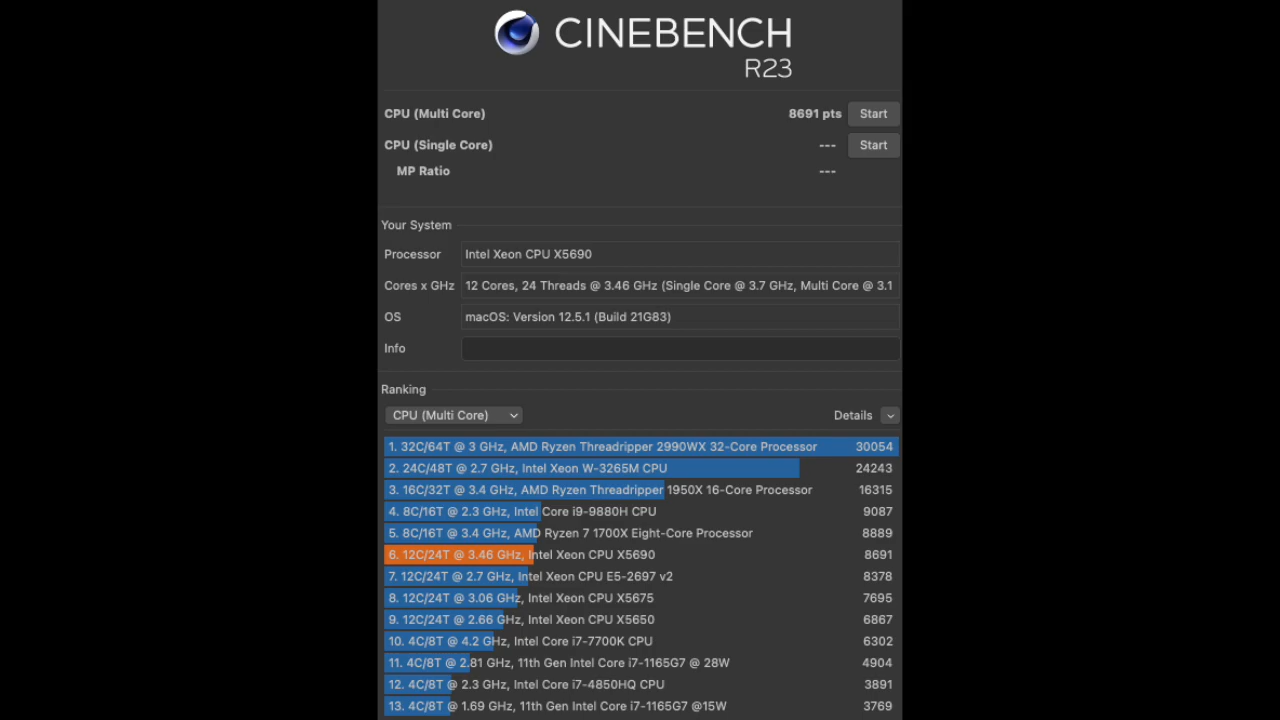 CINEBENCH
R23
CPU (Multi Core) 8691 pts Start
CPU (Single Core) --- Start
MP Ratio ---
Your System
Processor Intel Xeon CPU X5690
Cores x GHz 12 Cores, 24 Threads @ 3.46 GHz (Single Core @ 3.7 GHz, Multi Core @ 3.1
OS macOS: Version 12.5.1 (Build 21G83)
Info
Ranking
CPU (Multi Core) Details
1. 32C/64T @ 3 GHz, AMD Ryzen Threadripper 2990WX 32-Core Processor 30054
2. 24C/48T @ 2.7 GHz, Intel Xeon W-3265M CPU 24243
3. 16C/32T @ 3.4 GHz, AMD Ryzen Threadripper 1950X 16-Core Processor 16315
4. 8C/16T @ 2.3 GHz, Intel Core i9-9880H CPU 9087
5. 8C/16T @ 3.4 GHz, AMD Ryzen 7 1700X Eight-Core Processor 8889
6. 12C/24T @ 3.46 GHz, Intel Xeon CPU X5690 8691
7. 12C/24T @ 2.7 GHz, Intel Xeon CPU E5-2697 v2 8378
8. 12C/24T @ 3.06 GHz, Intel Xeon CPU X5675 7695
9. 12C/24T @ 2.66 GHz, Intel Xeon CPU X5650 6867
10. 4C/8T @ 4.2 GHz, Intel Core i7-7700K CPU 6302
11. 4C/8T @ 2.81 GHz, 11th Gen Intel Core i7-1165G7 @ 28W 4904
12. 4C/8T @ 2.3 GHz, Intel Core i7-4850HQ CPU 3891
13. 4C/8T @ 1.69 GHz, 11th Gen Intel Core i7-1165G7 @15W 3769